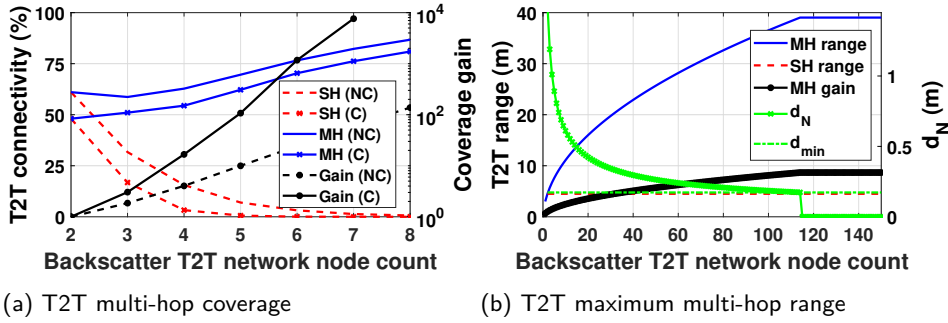 T2T connectivity (%)
100
75
50
25
0
2
3
4
5
6
7
8
10^4
10^2
10^0
Coverage gain
SH (NC)
SH (C)
MH (NC)
MH (C)
Gain (NC)
Gain (C)
Backscatter T2T network node count
(a) T2T multi-hop coverage
T2T range (m)
40
30
20
10
0
0
20
40
60
80
100
120
140
1
0.5
0
d_N (m)
MH range
SH range
MH gain
d_N
d_min
Backscatter T2T network node count
(b) T2T maximum multi-hop range